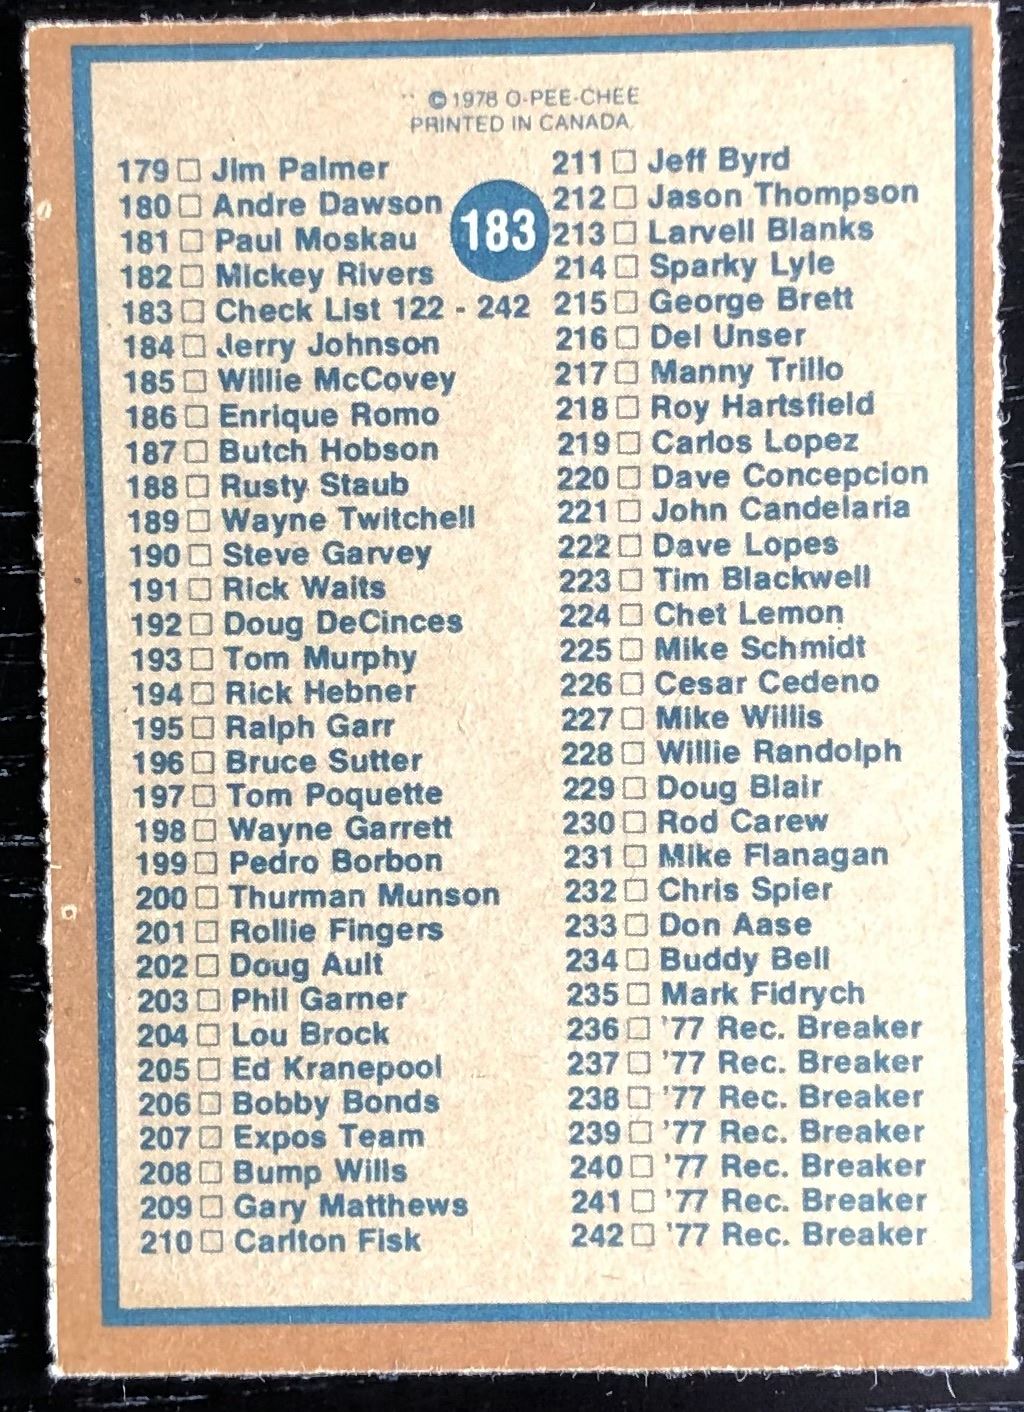 ©1978 O-PEE-CHEE
PRINTED IN CANADA
183
179 □ Jim Palmer
180 □ Andre Dawson
181 □ Paul Moskau
182 □ Mickey Rivers
183 □ Check List 122 - 242
184 □ Jerry Johnson
185 □ Willie McCovey
186 □ Enrique Romo
187 □ Butch Hobson
188 □ Rusty Staub
189 □ Wayne Twitchell
190 □ Steve Garvey
191 □ Rick Waits
192 □ Doug DeCinces
193 □ Tom Murphy
194 □ Rick Hebner
195 □ Ralph Garr
196 □ Bruce Sutter
197 □ Tom Poquette
198 □ Wayne Garrett
199 □ Pedro Borbon
200 □ Thurman Munson
201 □ Rollie Fingers
202 □ Doug Ault
203 □ Phil Garner
204 □ Lou Brock
205 □ Ed Kranepool
206 □ Bobby Bonds
207 □ Expos Team
208 □ Bump Wills
209 □ Gary Matthews
210 □ Carlton Fisk
211 □ Jeff Byrd
212 □ Jason Thompson
213 □ Larvell Blanks
214 □ Sparky Lyle
215 □ George Brett
216 □ Del Unser
217 □ Manny Trillo
218 □ Roy Hartsfield
219 □ Carlos Lopez
220 □ Dave Concepcion
221 □ John Candelaria
222 □ Dave Lopes
223 □ Tim Blackwell
224 □ Chet Lemon
225 □ Mike Schmidt
226 □ Cesar Cedeno
227 □ Mike Willis
228 □ Willie Randolph
229 □ Doug Blair
230 □ Rod Carew
231 □ Mike Flanagan
232 □ Chris Spier
233 □ Don Aase
234 □ Buddy Bell
235 □ Mark Fidrych
236 □ '77 Rec. Breaker
237 □ '77 Rec. Breaker
238 □ '77 Rec. Breaker
239 □ '77 Rec. Breaker
240 □ '77 Rec. Breaker
241 □ '77 Rec. Breaker
242 □ '77 Rec. Breaker